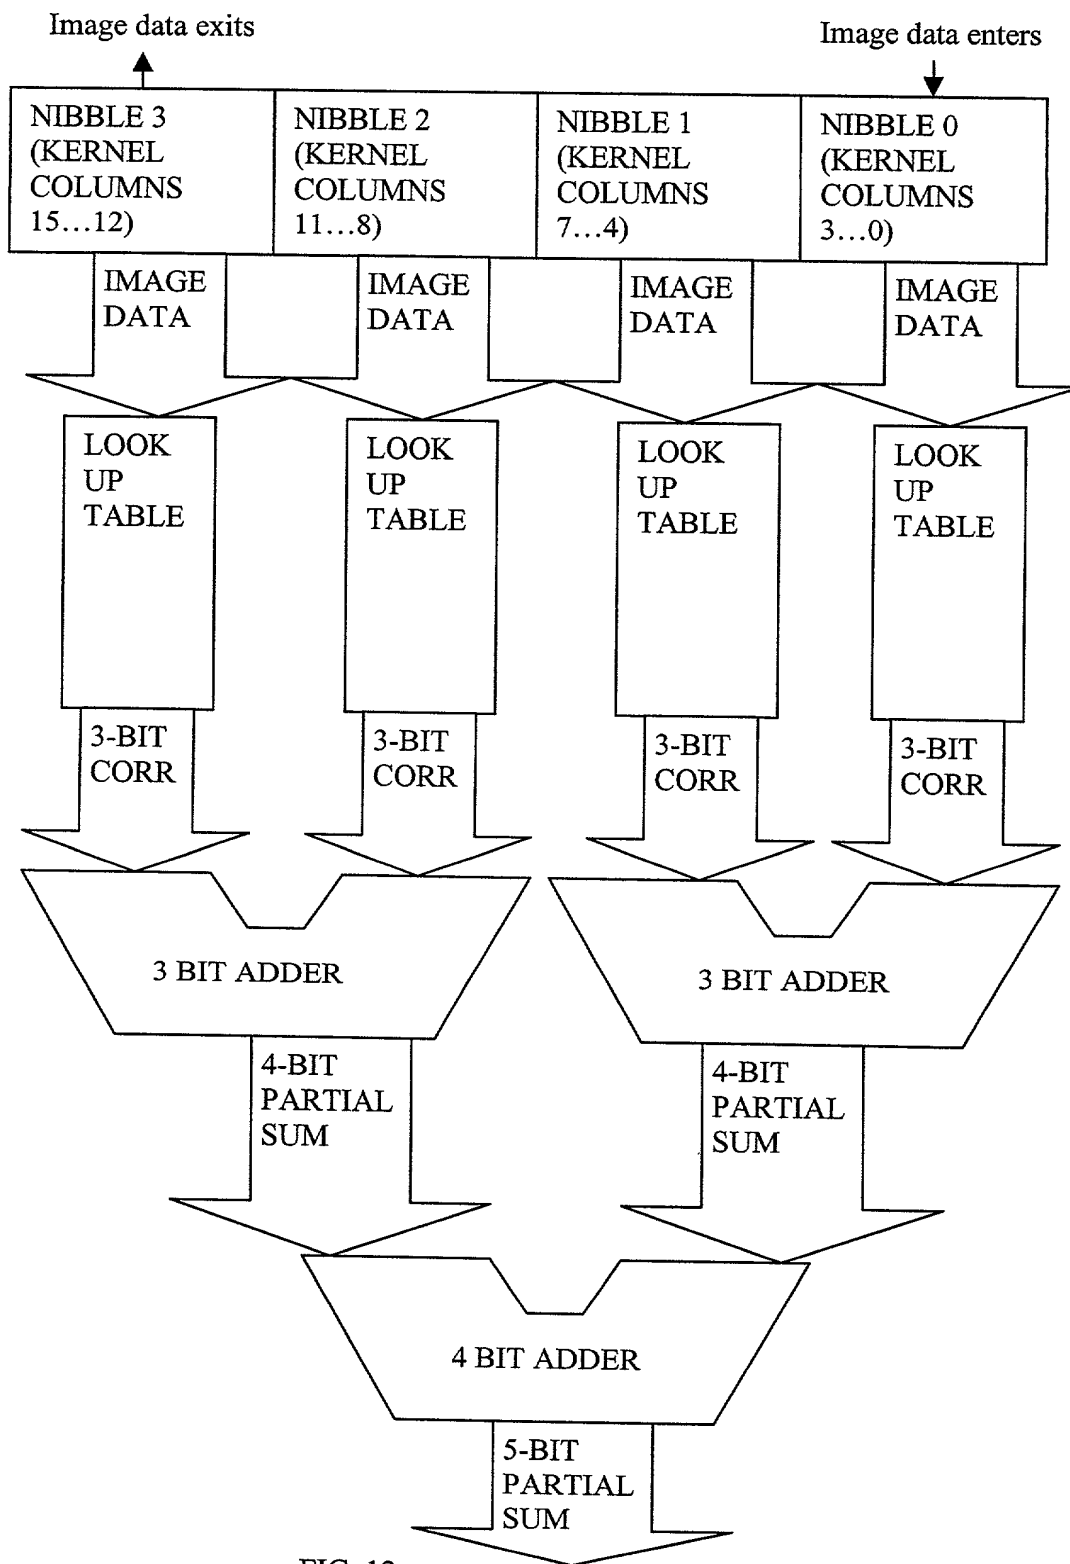 Image data exits
Image data enters
NIBBLE 3
(KERNEL
COLUMNS
15...12)
NIBBLE 2
(KERNEL
COLUMNS
11...8)
NIBBLE 1
(KERNEL
COLUMNS
7...4)
NIBBLE 0
(KERNEL
COLUMNS
3...0)
IMAGE
DATA
IMAGE
DATA
IMAGE
DATA
IMAGE
DATA
LOOK
UP
TABLE
LOOK
UP
TABLE
LOOK
UP
TABLE
LOOK
UP
TABLE
3-BIT
CORR
3-BIT
CORR
3-BIT
CORR
3-BIT
CORR
3 BIT ADDER
3 BIT ADDER
4-BIT
PARTIAL
SUM
4-BIT
PARTIAL
SUM
4 BIT ADDER
5-BIT
PARTIAL
SUM
FIG.